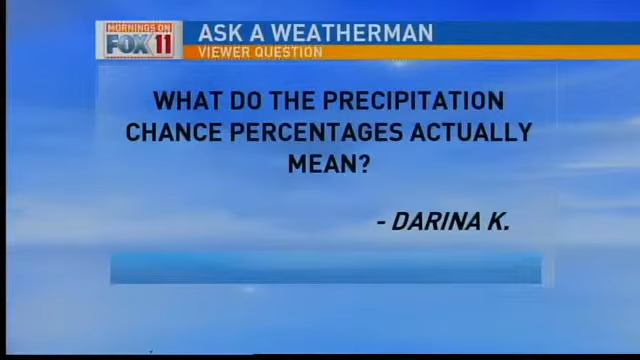 MORNINGS ON
FOX 11
ASK A WEATHERMAN
VIEWER QUESTION
WHAT DO THE PRECIPITATION
CHANCE PERCENTAGES ACTUALLY
MEAN?
- DARINA K.